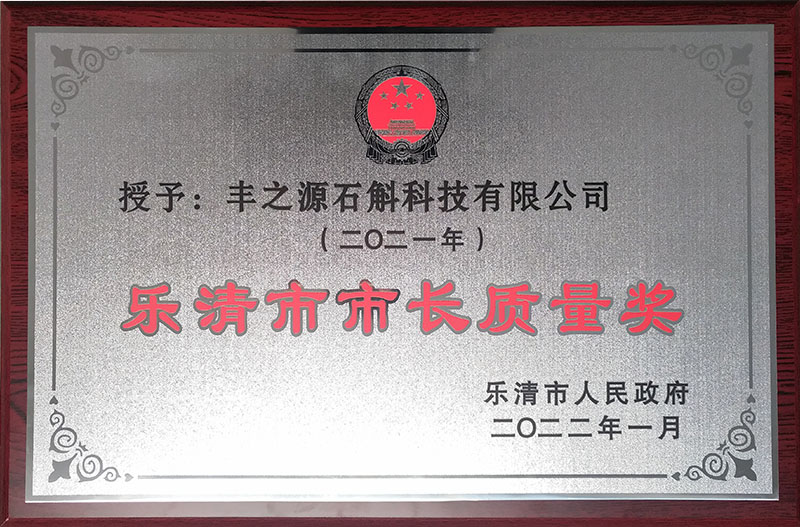 授予：丰之源石斛科技有限公司
（二〇二一年）
乐清市市长质量奖
乐清市人民政府
二〇二二年一月